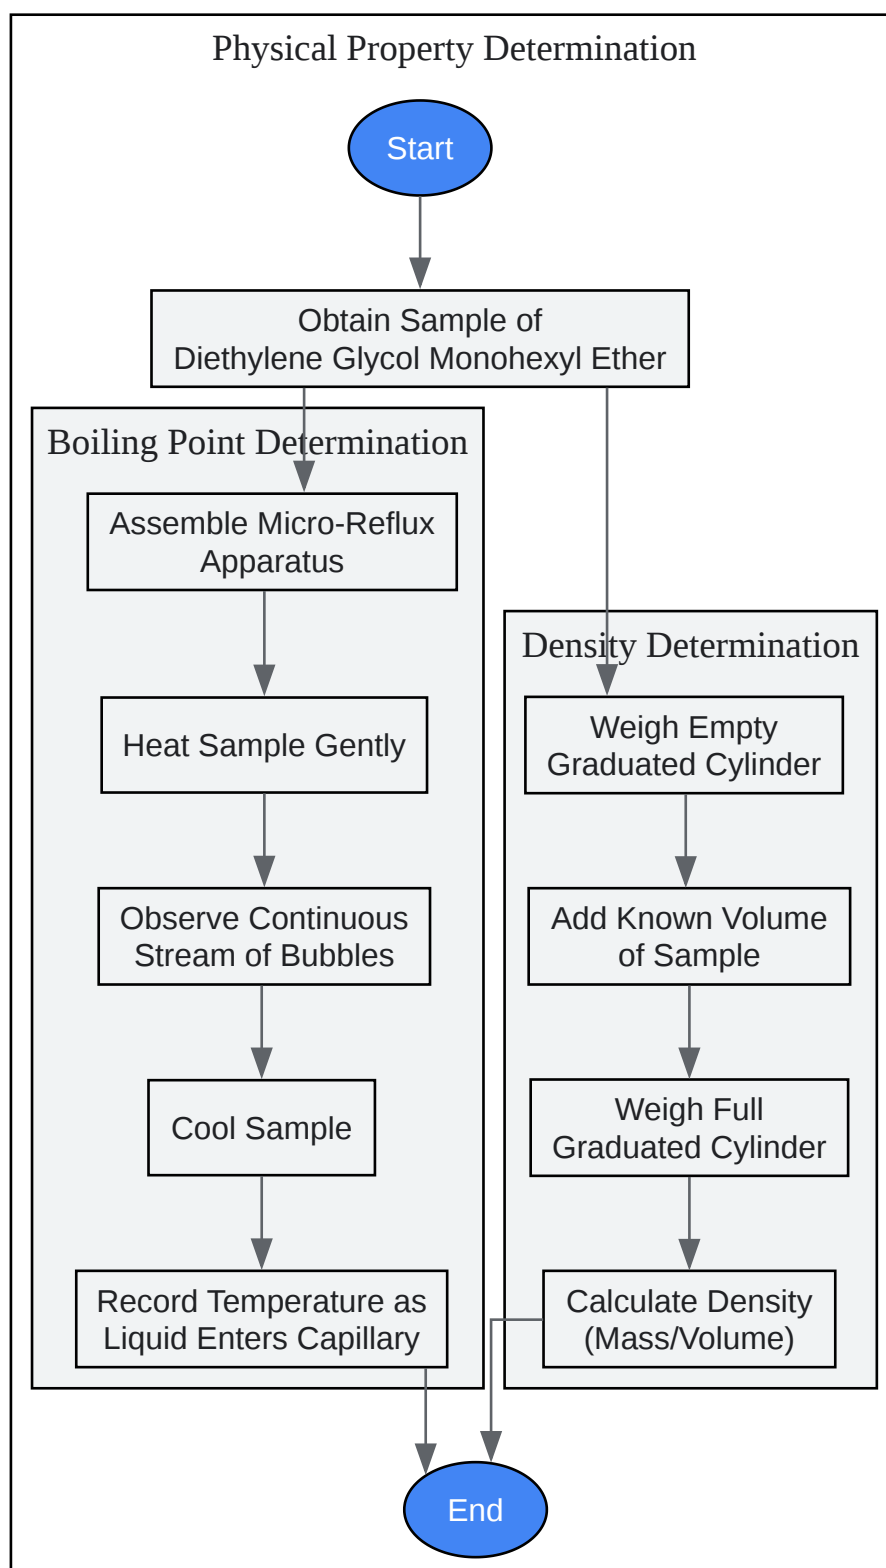 Physical Property Determination
Start
Obtain Sample of
Diethylene Glycol Monohexyl Ether
Boiling Point Determination
Assemble Micro-Reflux
Apparatus
Heat Sample Gently
Observe Continuous
Stream of Bubbles
Cool Sample
Record Temperature as
Liquid Enters Capillary
Density Determination
Weigh Empty
Graduated Cylinder
Add Known Volume
of Sample
Weigh Full
Graduated Cylinder
Calculate Density
(Mass/Volume)
End